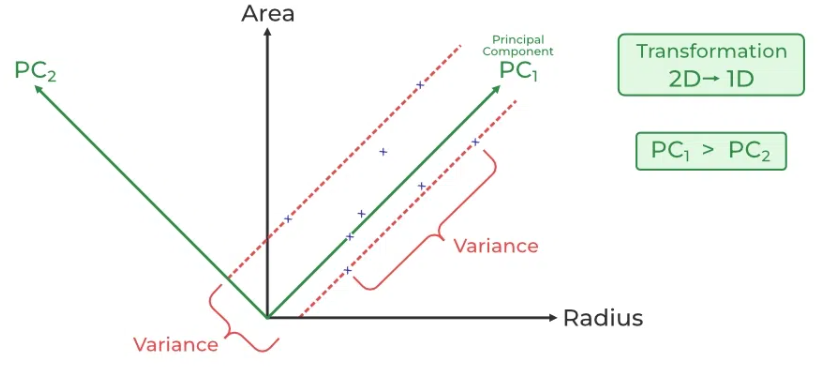 Area
Principal
Component
PC₁
PC₂
Transformation
2D→ 1D
PC₁ > PC₂
Variance
Radius
Variance